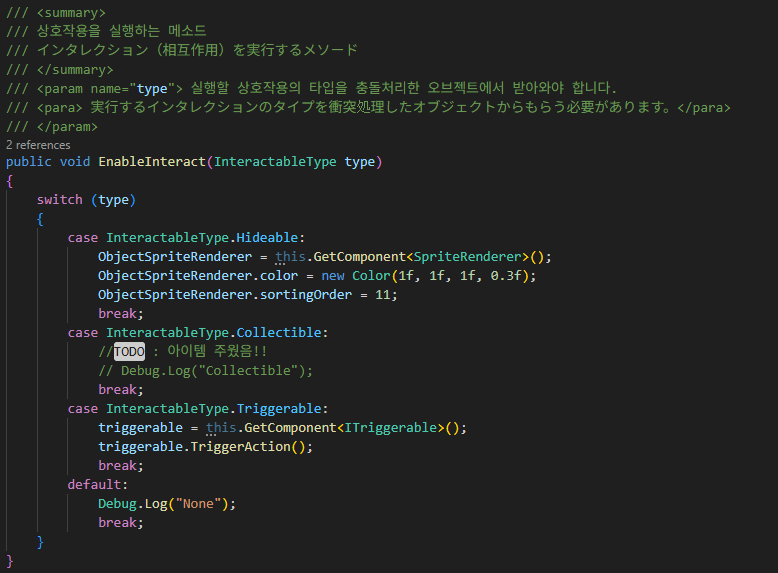 /// <summary>
/// 상호작용을 실행하는 메소드
/// インタレクション（相互作用）を実行するメソード
/// </summary>
/// <param name="type"> 실행할 상호작용의 타입을 충돌처리한 오브젝트에서 받아와야 합니다.
/// <para> 実行するインタレクションのタイプを衝突処理したオブジェクトからもらう必要があります。</para>
/// </param>
2 references
public void EnableInteract(InteractableType type)
{
switch (type)
{
case InteractableType.Hideable:
ObjectSpriteRenderer = this.GetComponent<SpriteRenderer>();
ObjectSpriteRenderer.color = new Color(1f, 1f, 1f, 0.3f);
ObjectSpriteRenderer.sortingOrder = 11;
break;
case InteractableType.Collectible:
//TODO : 아이템 주웠음!!
// Debug.Log("Collectible");
break;
case InteractableType.Triggerable:
triggerable = this.GetComponent<ITriggerable>();
triggerable.TriggerAction();
break;
default:
Debug.Log("None");
break;
}
}